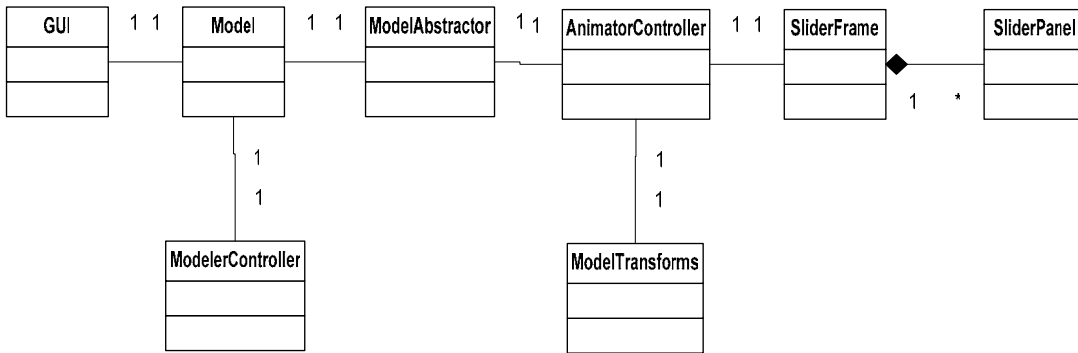 GUI 1 1 Model 1 1 ModelAbstractor 1 1 AnimatorController 1 1 SliderFrame SliderPanel
1 *
1 1
1 1
ModelerController ModelTransforms